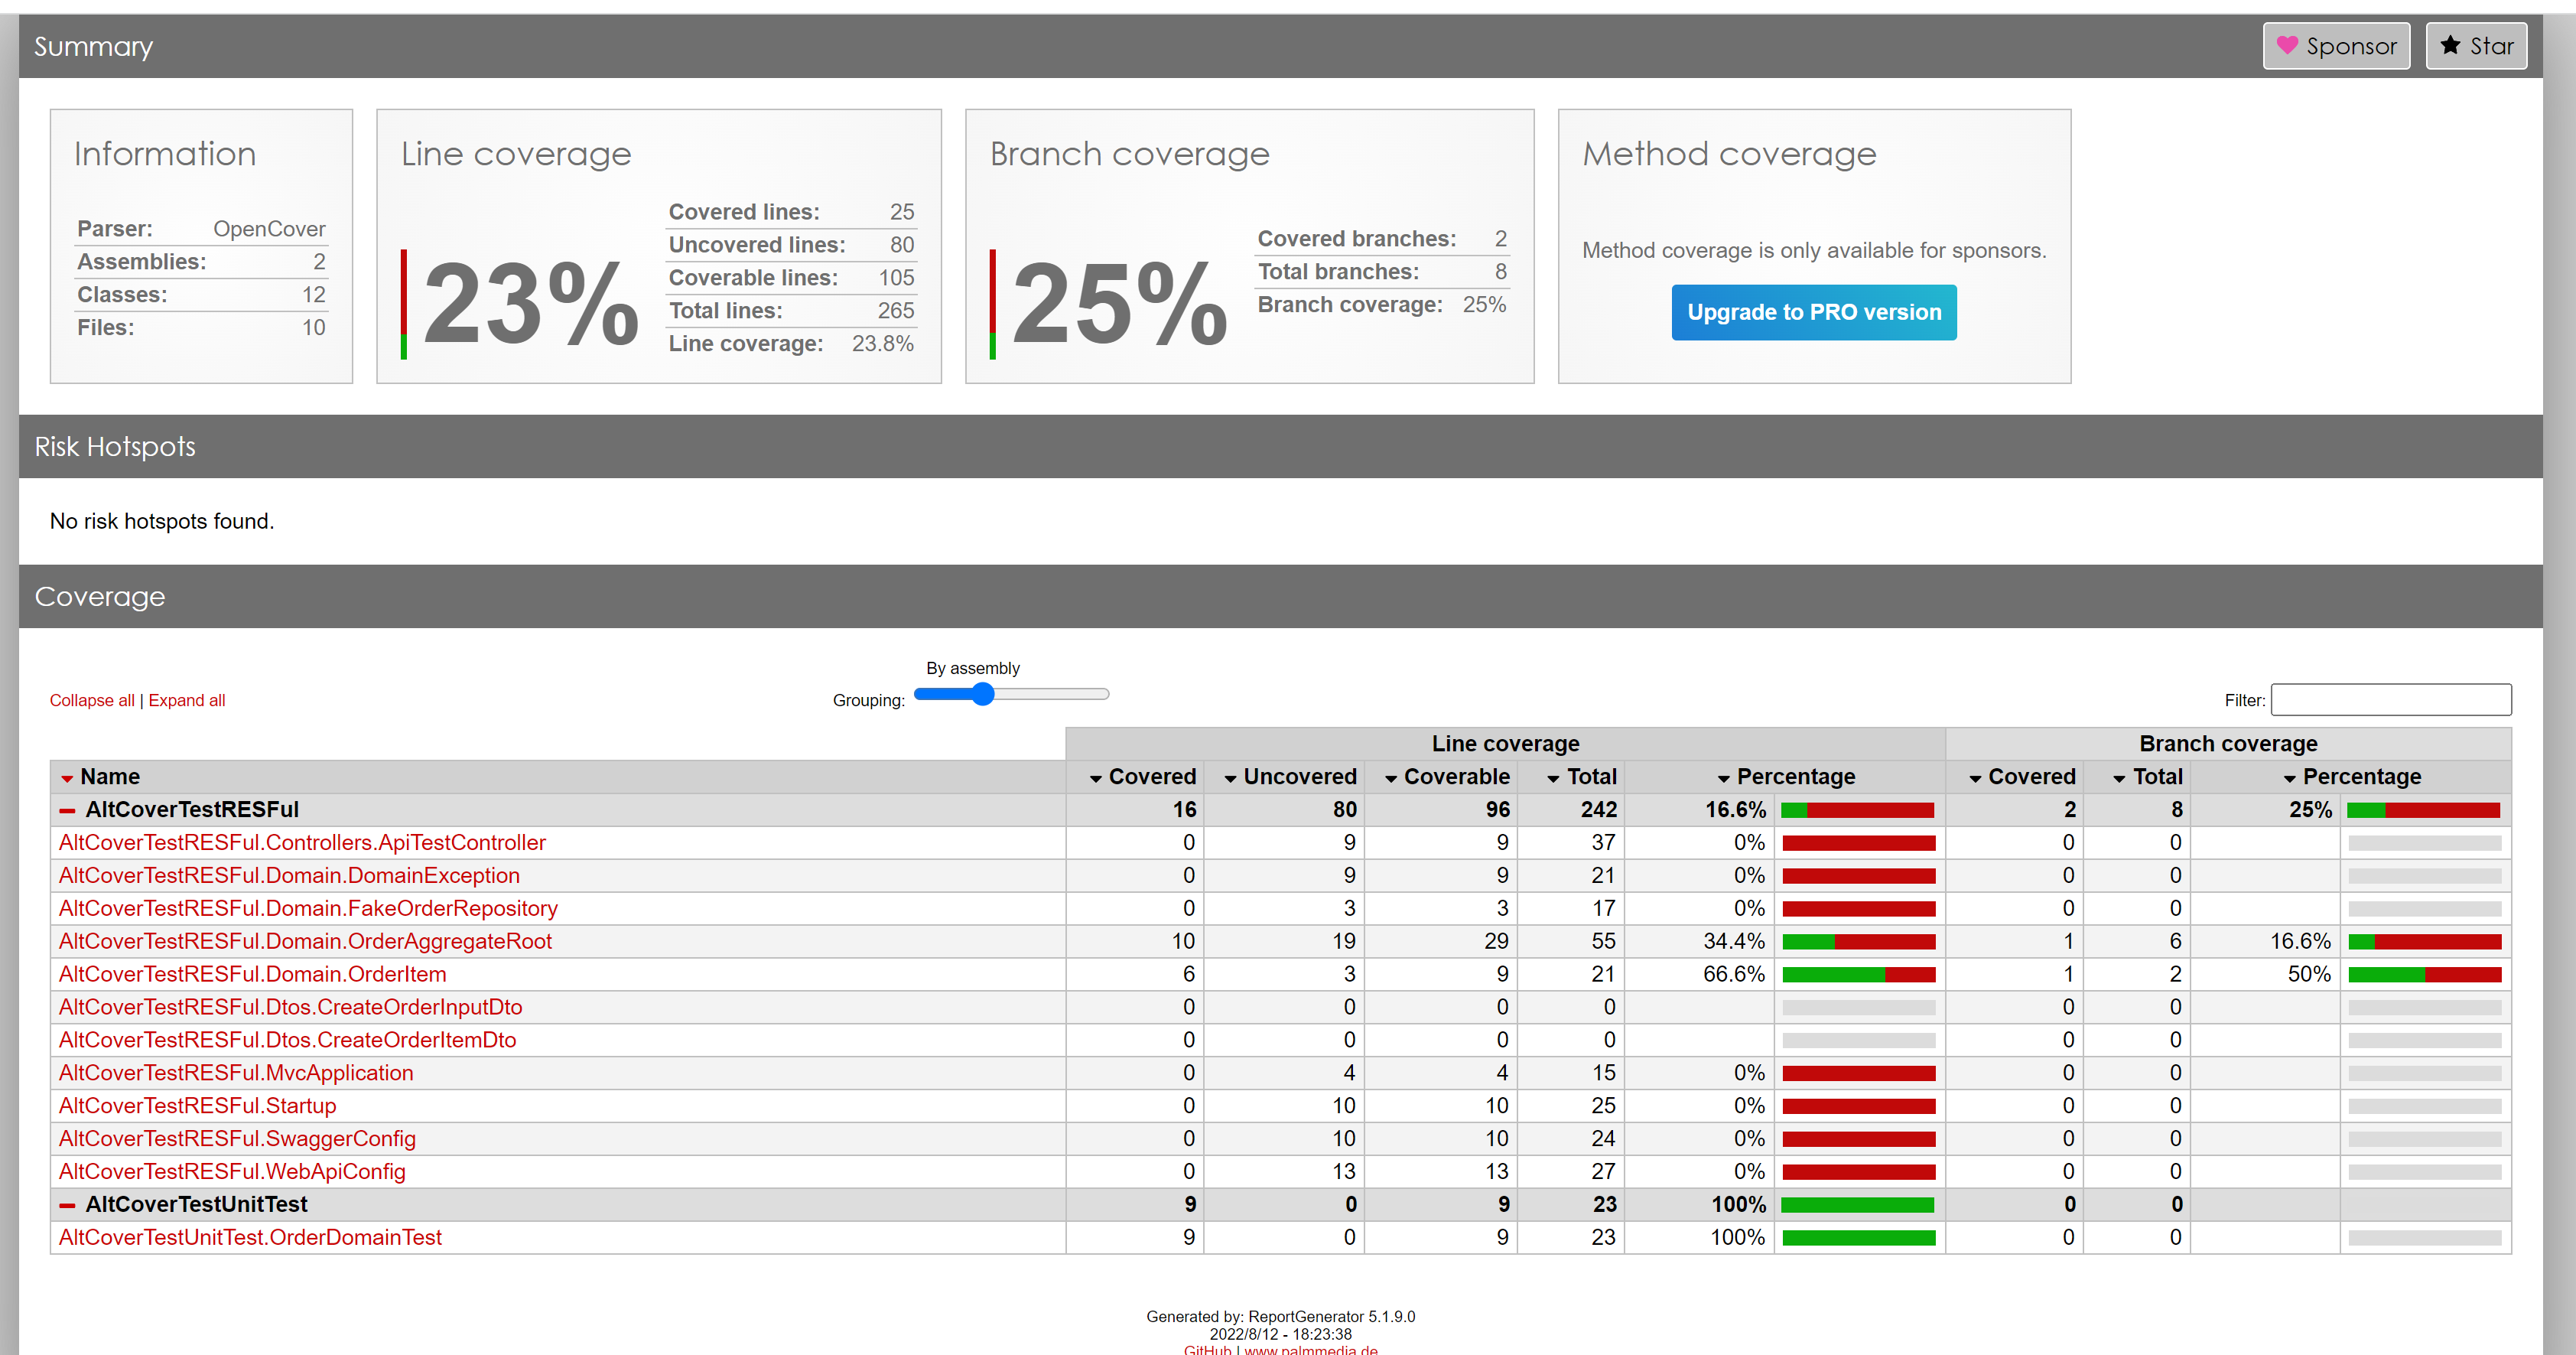 Summary
Sponsor
Star
Information
Parser: OpenCover
Assemblies: 2
Classes: 12
Files: 10
Line coverage
23%
Covered lines: 25
Uncovered lines: 80
Coverable lines: 105
Total lines: 265
Line coverage: 23.8%
Branch coverage
25%
Covered branches: 2
Total branches: 8
Branch coverage: 25%
Method coverage
Method coverage is only available for sponsors.
Upgrade to PRO version
Risk Hotspots
No risk hotspots found.
Coverage
Collapse all | Expand all
By assembly
Grouping:
Filter:
Line coverage Branch coverage
Name Covered Uncovered Coverable Total Percentage Covered Total Percentage
AltCoverTestRESFul 16 80 96 242 16.6% 2 8 25%
AltCoverTestRESFul.Controllers.ApiTestController 0 9 9 37 0% 0 0
AltCoverTestRESFul.Domain.DomainException 0 9 9 21 0% 0 0
AltCoverTestRESFul.Domain.FakeOrderRepository 0 3 3 17 0% 0 0
AltCoverTestRESFul.Domain.OrderAggregateRoot 10 19 29 55 34.4% 1 6 16.6%
AltCoverTestRESFul.Domain.OrderItem 6 3 9 21 66.6% 1 2 50%
AltCoverTestRESFul.Dtos.CreateOrderInputDto 0 0 0 0 0 0
AltCoverTestRESFul.Dtos.CreateOrderItemDto 0 0 0 0 0 0
AltCoverTestRESFul.MvcApplication 0 4 4 15 0% 0 0
AltCoverTestRESFul.Startup 0 10 10 25 0% 0 0
AltCoverTestRESFul.SwaggerConfig 0 10 10 24 0% 0 0
AltCoverTestRESFul.WebApiConfig 0 13 13 27 0% 0 0
AltCoverTestUnitTest 9 0 9 23 100% 0 0
AltCoverTestUnitTest.OrderDomainTest 9 0 9 23 100% 0 0
Generated by: ReportGenerator 5.1.9.0
2022/8/12 - 18:23:38
GitHub | www.palmmedia.de